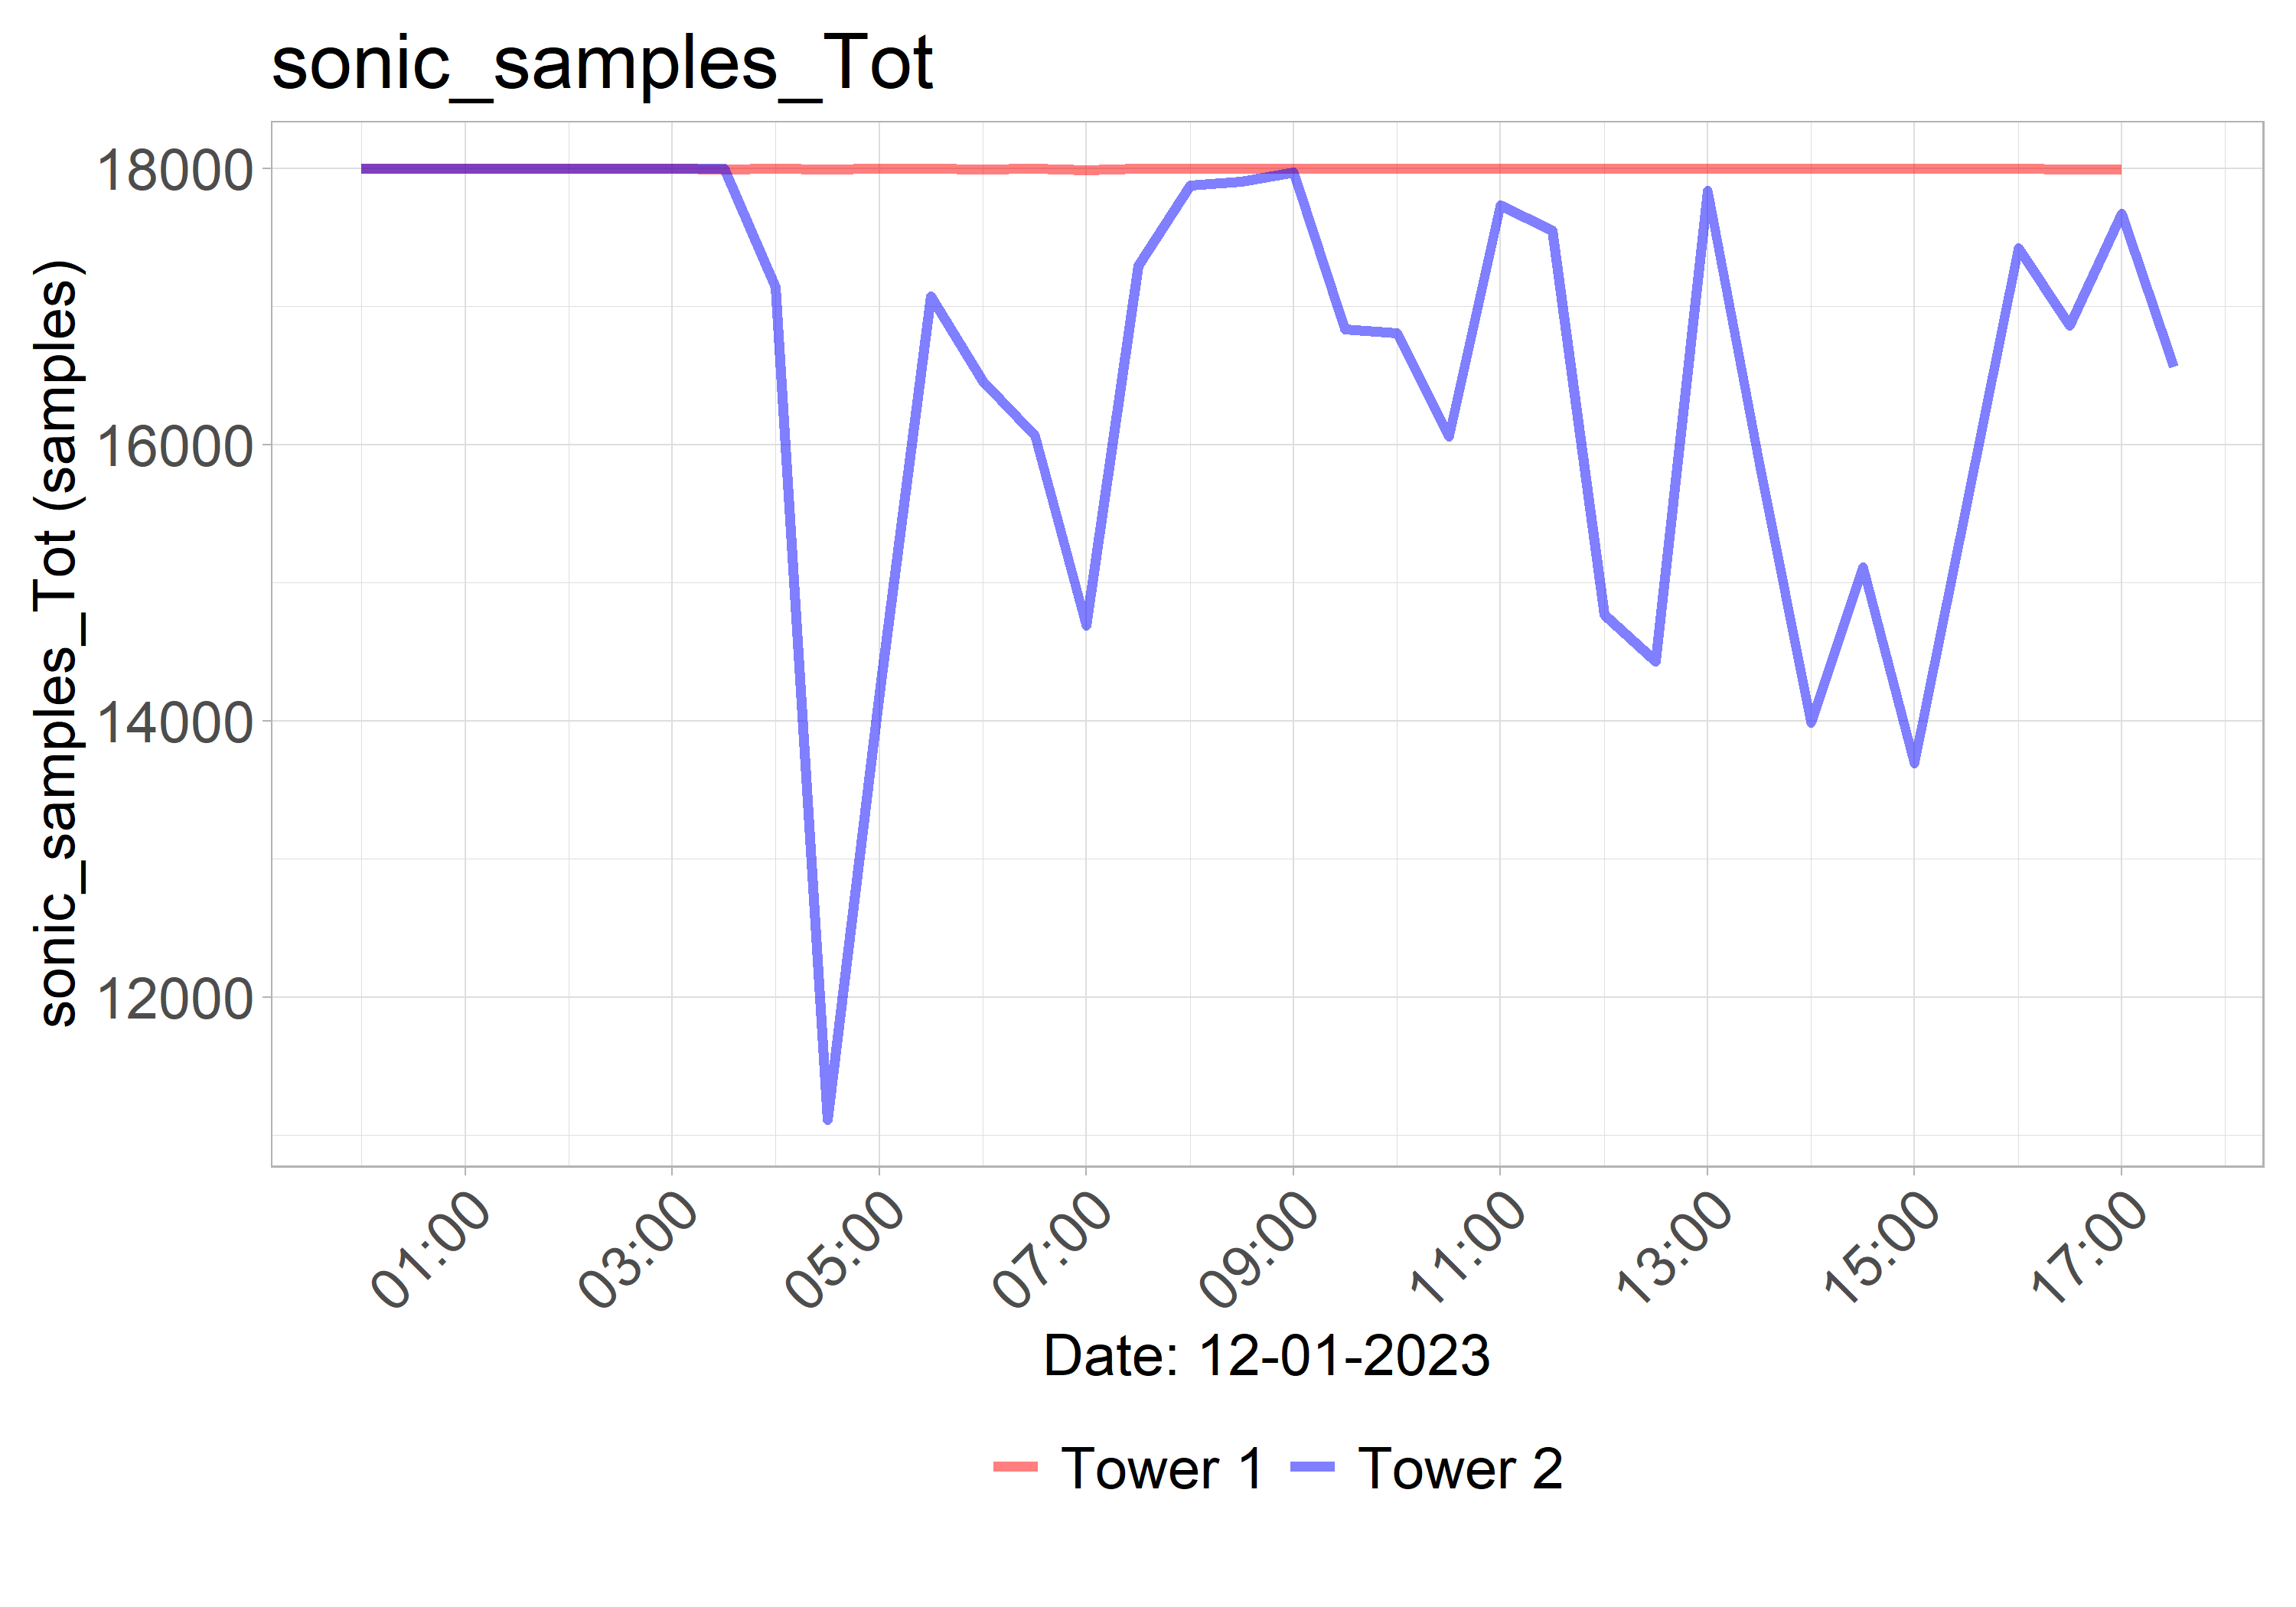 sonic_samples_Tot
sonic_samples_Tot (samples)
18000
16000
14000
12000
01:00
03:00
05:00
07:00
09:00
11:00
13:00
15:00
17:00
Date: 12-01-2023
Tower 1
Tower 2